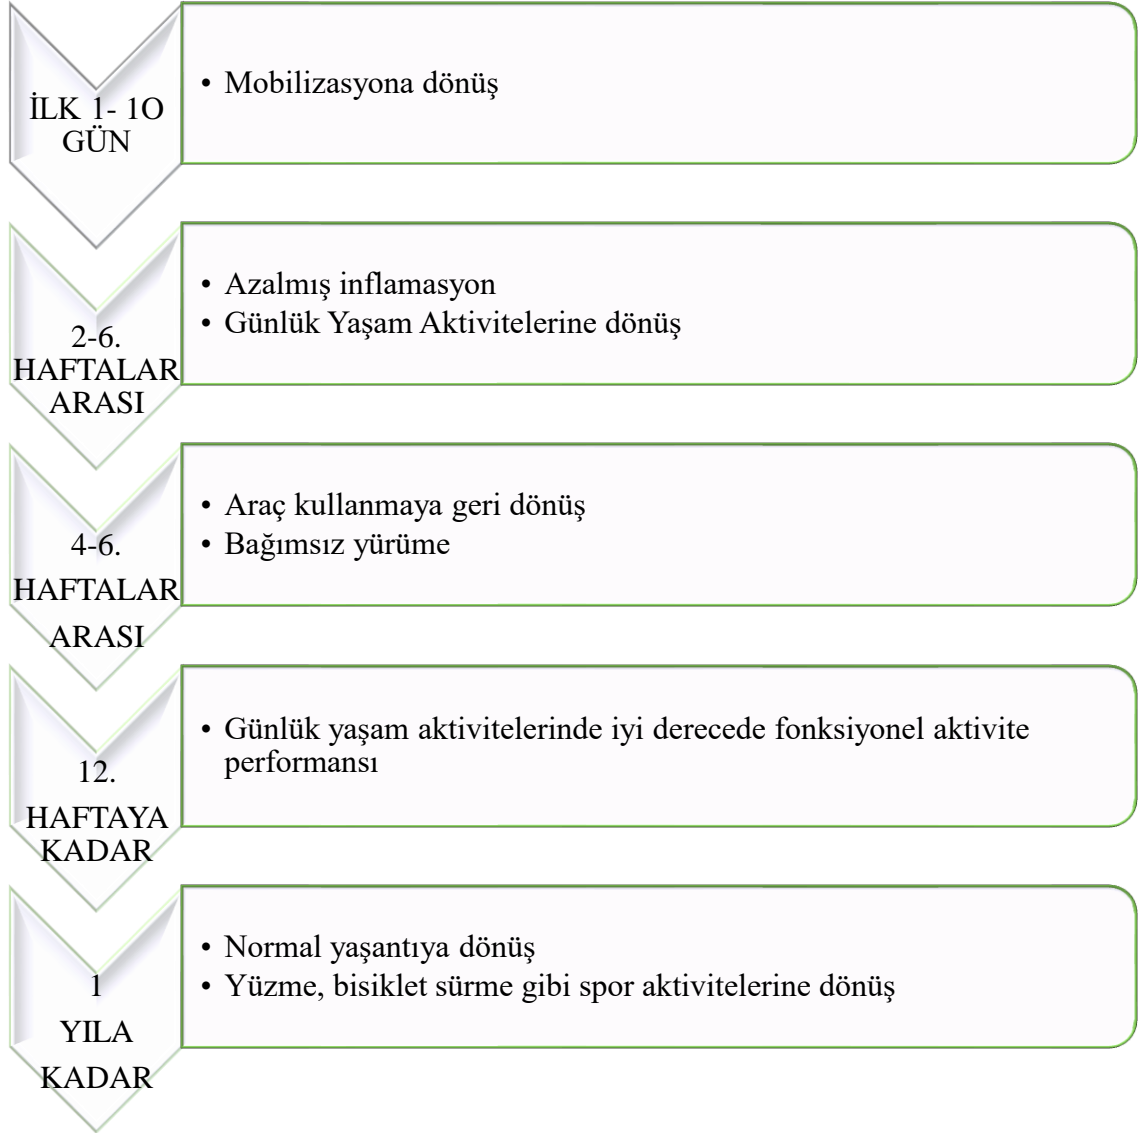 İLK 1- 1O
GÜN
• Mobilizasyona dönüş
2-6.
HAFTALAR
ARASI
• Azalmış inflamasyon
• Günlük Yaşam Aktivitelerine dönüş
4-6.
HAFTALAR
ARASI
• Araç kullanmaya geri dönüş
• Bağımsız yürüme
12.
HAFTAYA
KADAR
• Günlük yaşam aktivitelerinde iyi derecede fonksiyonel aktivite
performansı
1
YILA
KADAR
• Normal yaşantıya dönüş
• Yüzme, bisiklet sürme gibi spor aktivitelerine dönüş